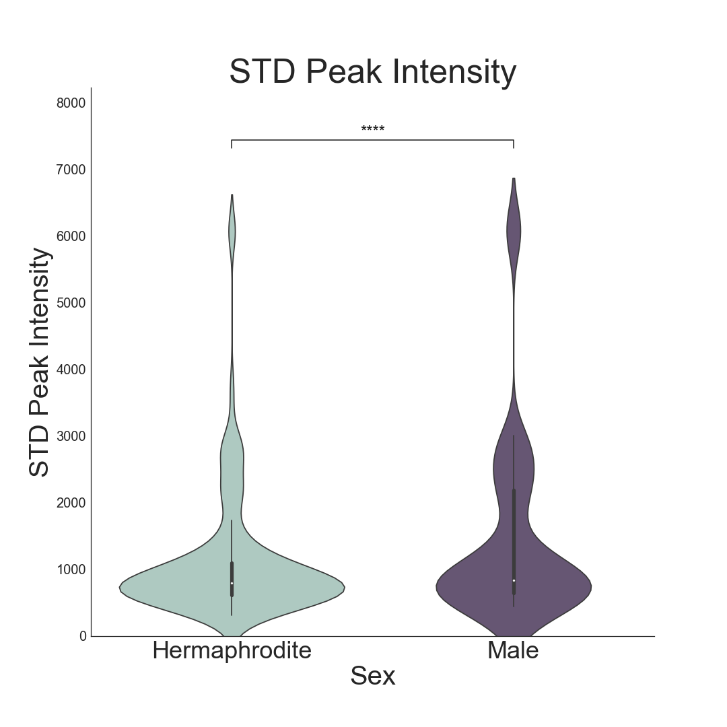 STD Peak Intensity
8000
****
7000
6000
5000
4000
3000
2000
1000
0
STD Peak Intensity
Hermaphrodite Male
Sex